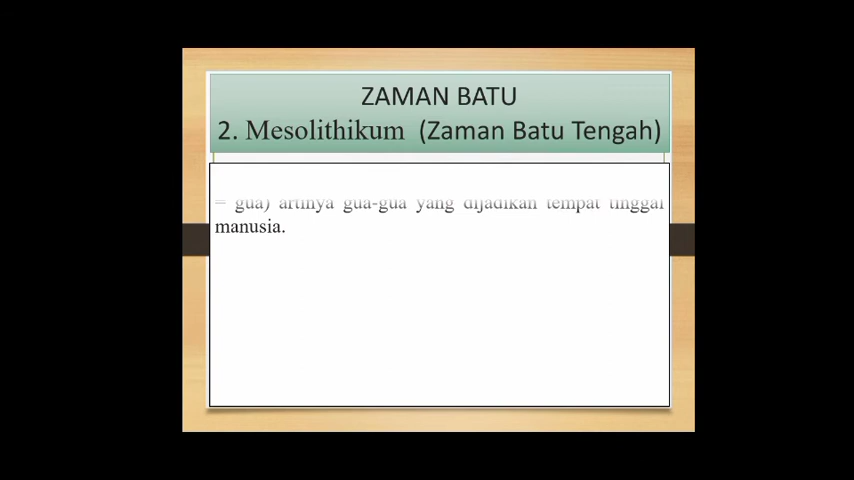 ZAMAN BATU
2. Mesolithikum (Zaman Batu Tengah)
= gua) artinya gua-gua yang dijadikan tempat tinggal
manusia.